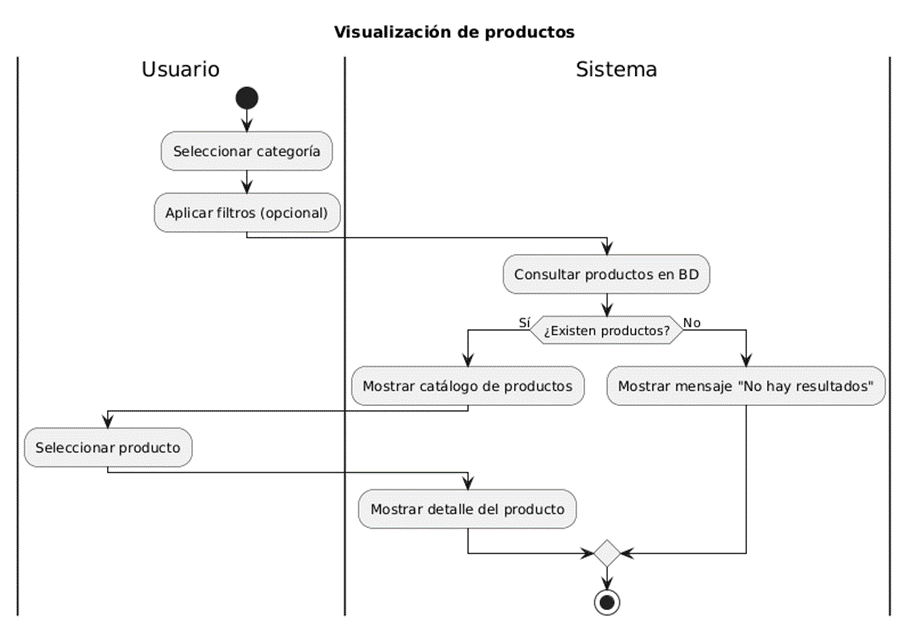 Visualización de productos
Usuario
Sistema
Seleccionar categoría
Aplicar filtros (opcional)
Consultar productos en BD
Sí
¿Existen productos?
No
Mostrar catálogo de productos
Mostrar mensaje "No hay resultados"
Seleccionar producto
Mostrar detalle del producto